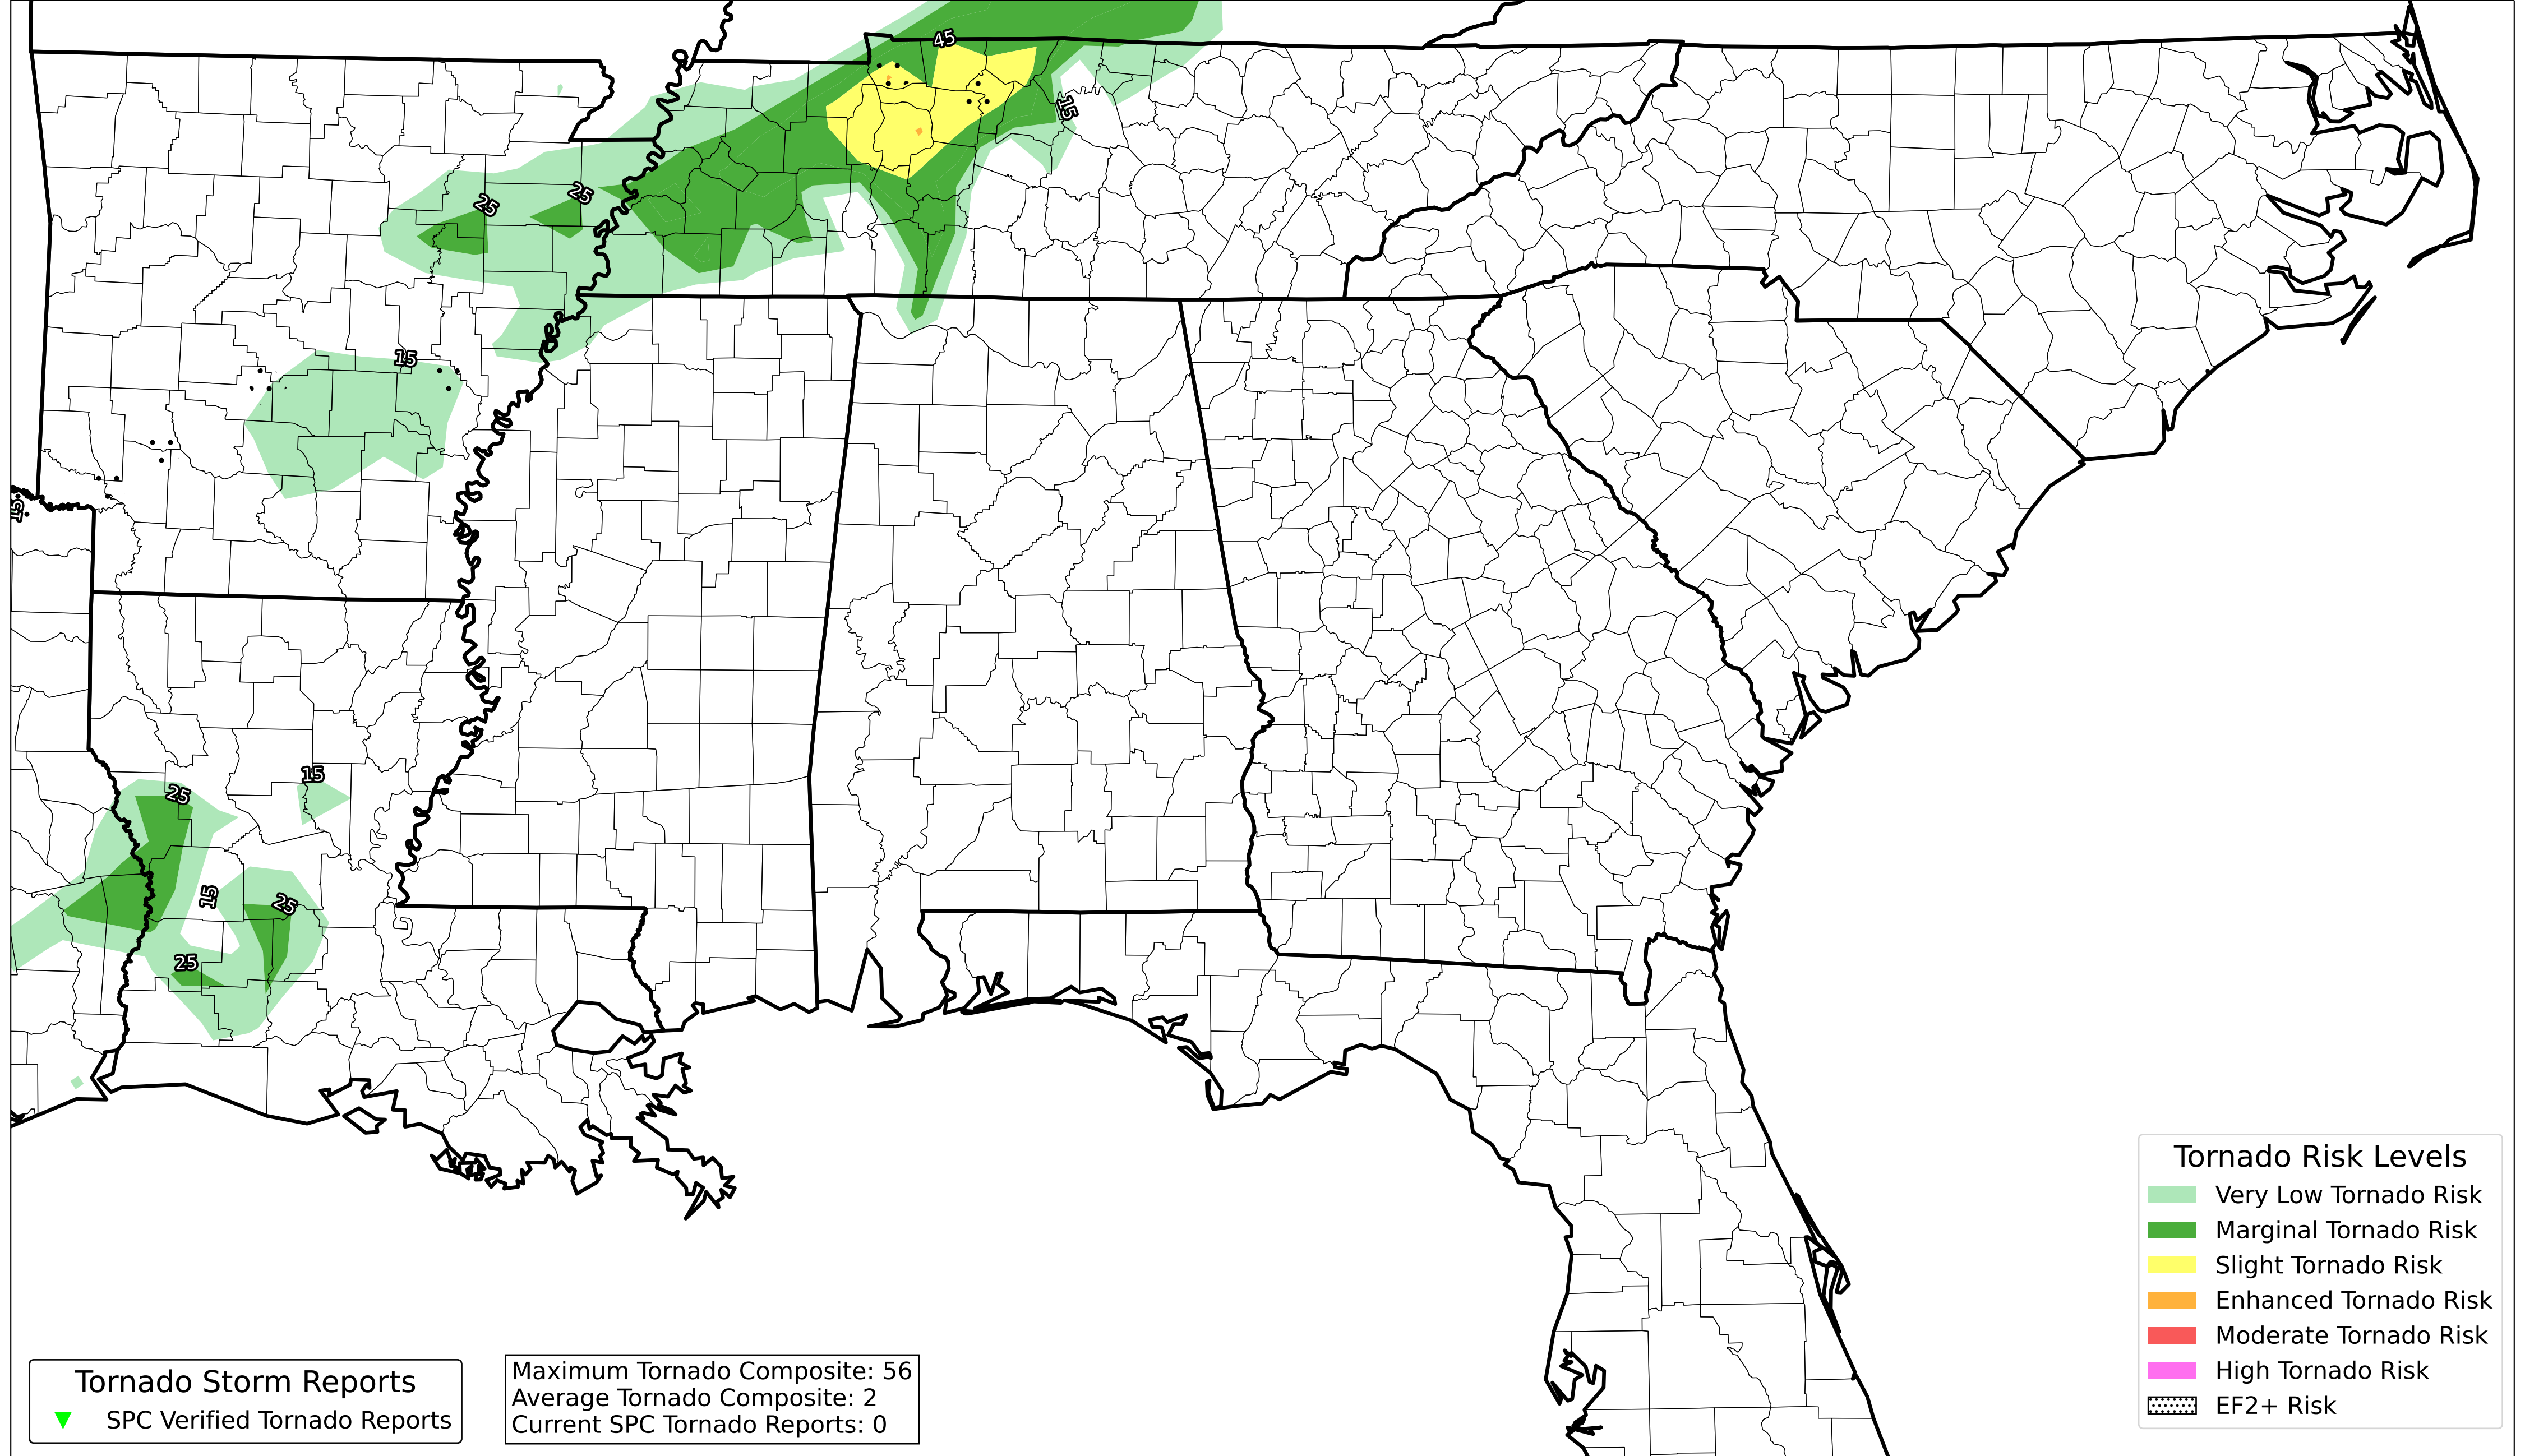 45
15
25
25
15
15
15
25
15
25
25
Tornado Risk Levels
Very Low Tornado Risk
Marginal Tornado Risk
Slight Tornado Risk
Enhanced Tornado Risk
Moderate Tornado Risk
High Tornado Risk
EF2+ Risk
Tornado Storm Reports
SPC Verified Tornado Reports
Maximum Tornado Composite: 56
Average Tornado Composite: 2
Current SPC Tornado Reports: 0